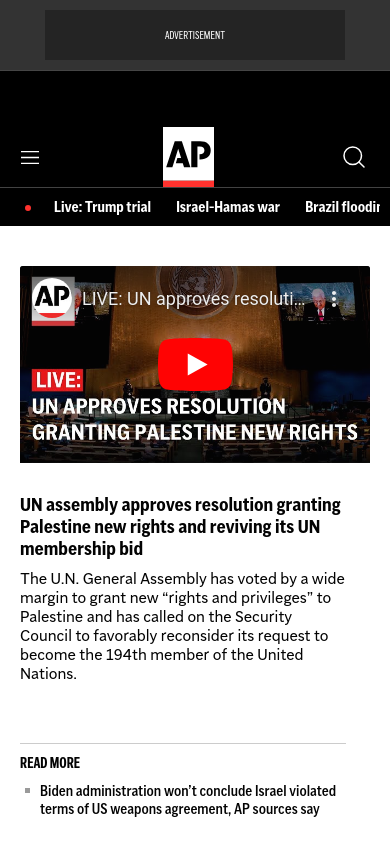 ADVERTISEMENT
AP
Live: Trump trial Israel-Hamas war Brazil floodin
AP LIVE: UN approves resoluti...
LIVE:
UN APPROVES RESOLUTION
GRANTING PALESTINE NEW RIGHTS
UN assembly approves resolution granting
Palestine new rights and reviving its UN
membership bid
The U.N. General Assembly has voted by a wide
margin to grant new “rights and privileges” to
Palestine and has called on the Security
Council to favorably reconsider its request to
become the 194th member of the United
Nations.
READ MORE
Biden administration won’t conclude Israel violated
terms of US weapons agreement, AP sources say